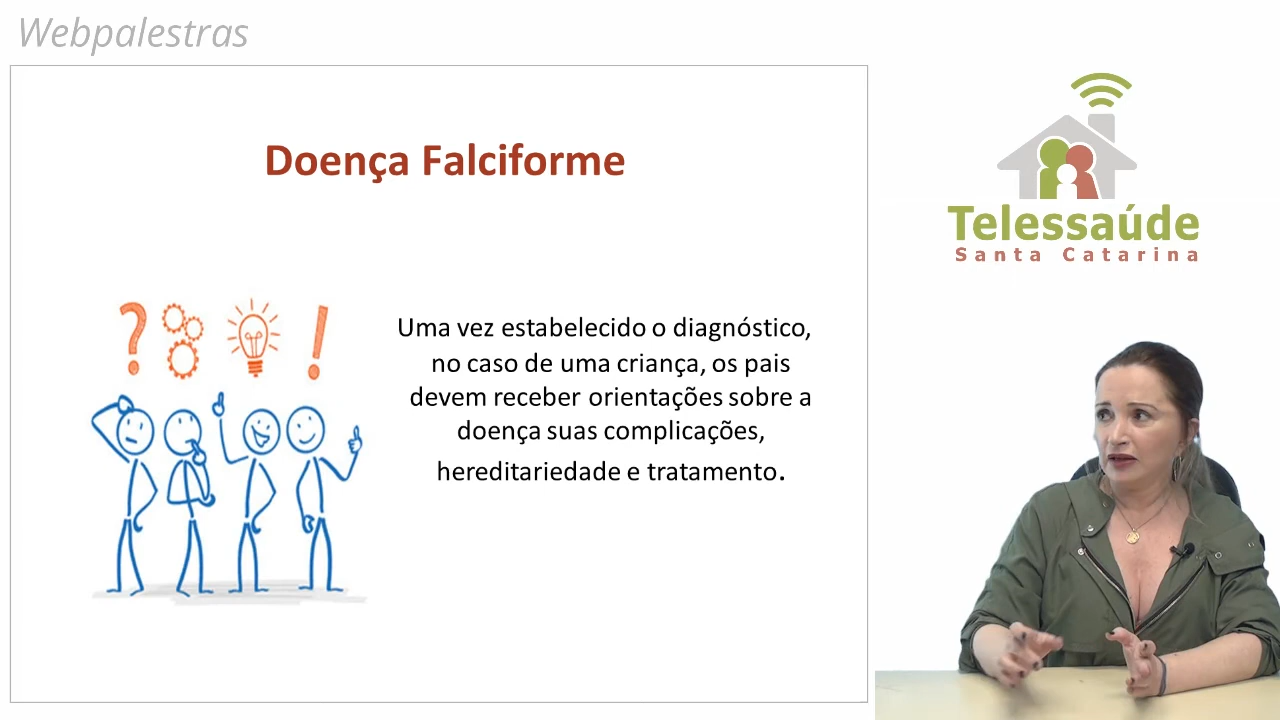 Webpalestras
Doença Falciforme
Uma vez estabelecido o diagnóstico,
no caso de uma criança, os pais
devem receber orientações sobre a
doença suas complicações,
hereditariedade e tratamento.
? !
Telessaúde
Santa Catarina